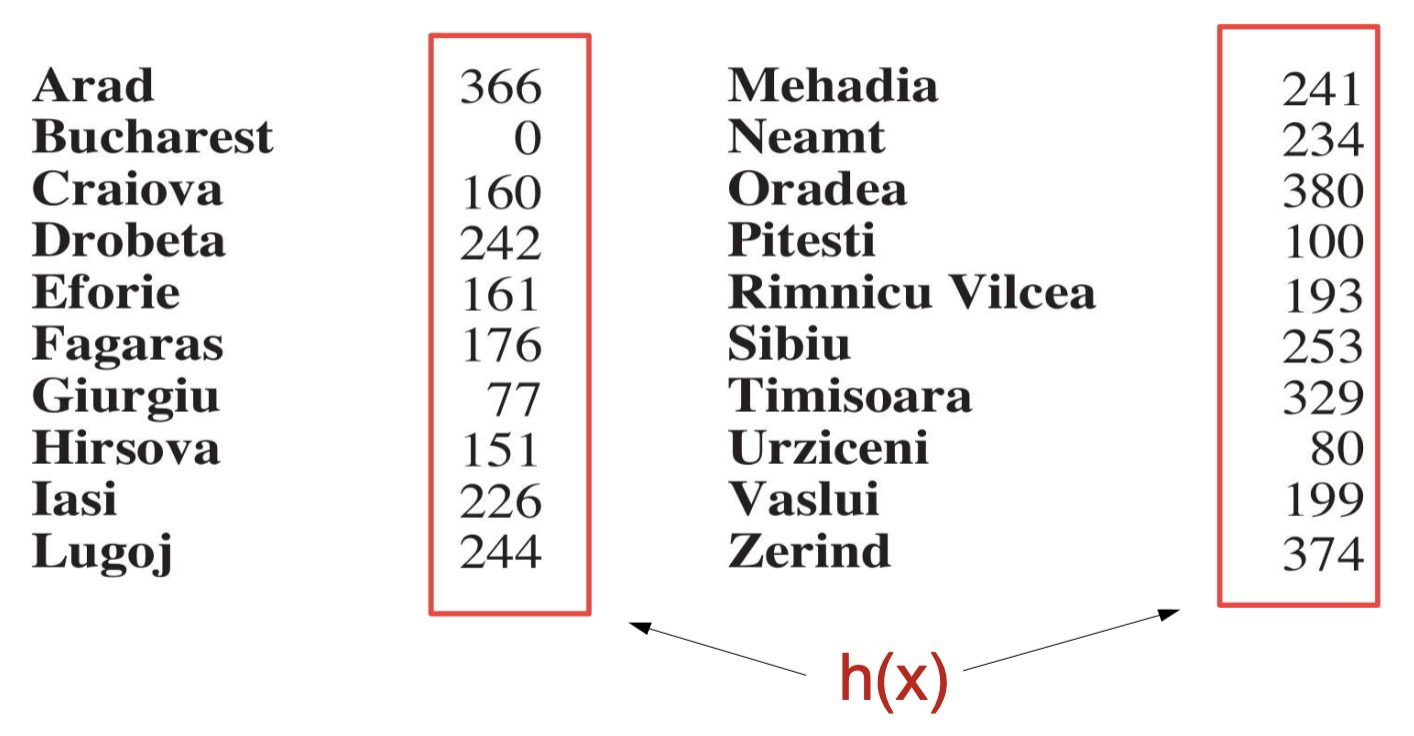 Arad 366 Mehadia 241
Bucharest 0 Neamt 234
Craiova 160 Oradea 380
Drobeta 242 Pitesti 100
Eforie 161 Rimnicu Vilcea 193
Fagaras 176 Sibiu 253
Giurgiu 77 Timisoara 329
Hirsova 151 Urziceni 80
Iasi 226 Vaslui 199
Lugoj 244 Zerind 374
h(x)